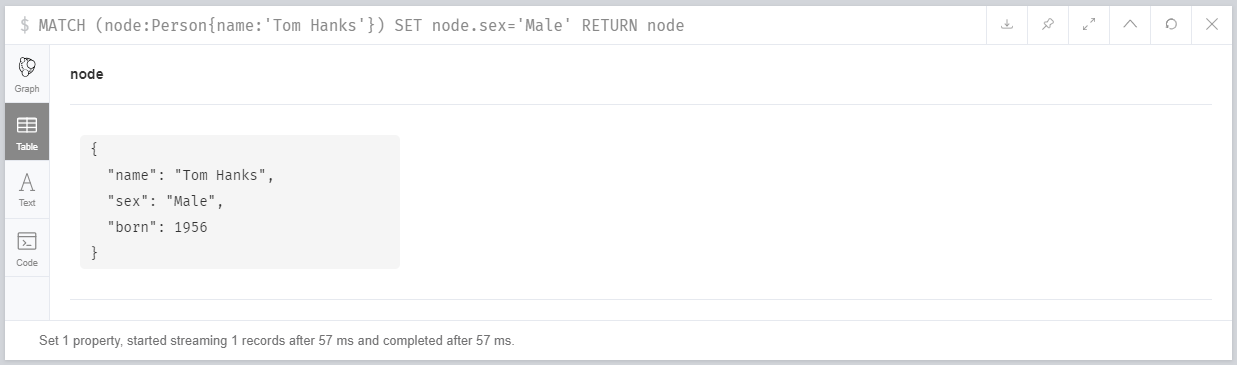 $ MATCH (node:Person{name:'Tom Hanks'}) SET node.sex='Male' RETURN node
Graph
Table
Text
Code
node
{
"name": "Tom Hanks",
"sex": "Male",
"born": 1956
}
Set 1 property, started streaming 1 records after 57 ms and completed after 57 ms.